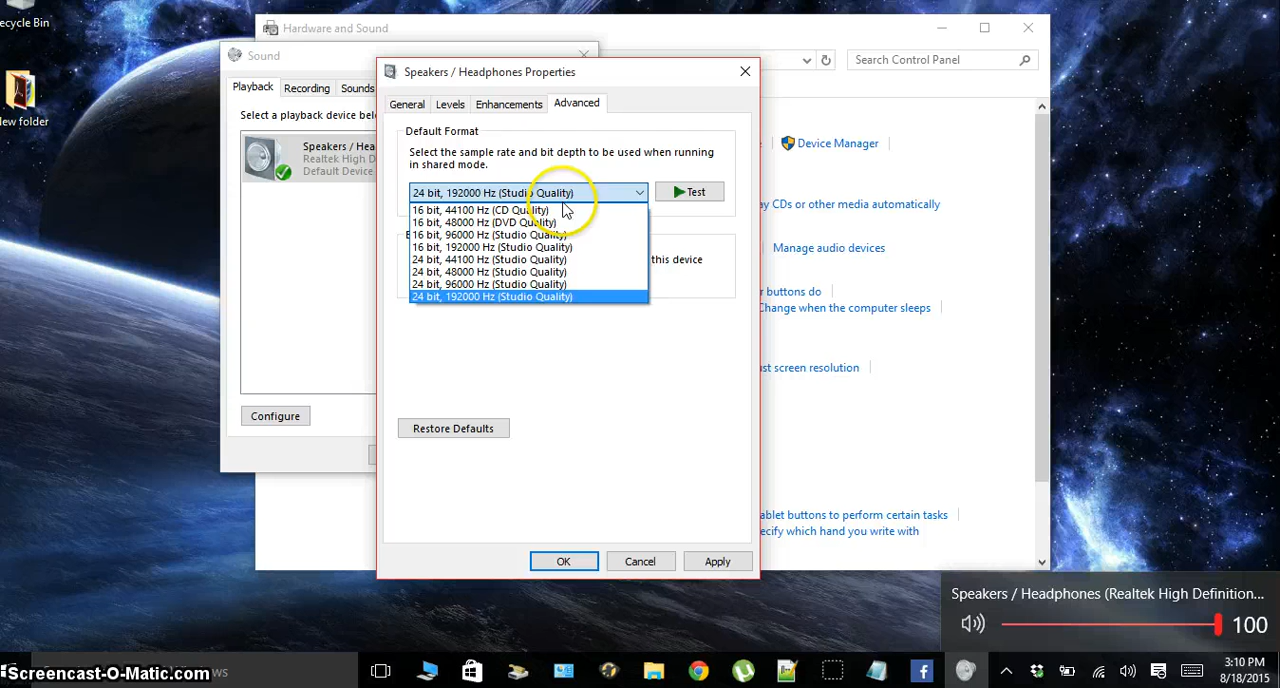 ecycle Bin
ew folder
Hardware and Sound
Search Control Panel
Sound
Playback
Recording
Sounds
Select a playback device bel
Speakers / Hea
Realtek High D
Default Device
Configure
Speakers / Headphones Properties
General
Levels
Enhancements
Advanced
Default Format
Select the sample rate and bit depth to be used when running
in shared mode.
24 bit, 192000 Hz (Studio Quality)
Test
16 bit, 44100 Hz (CD Quality)
16 bit, 48000 Hz (DVD Quality)
16 bit, 96000 Hz (Studio Quality)
16 bit, 192000 Hz (Studio Quality)
24 bit, 44100 Hz (Studio Quality)
24 bit, 48000 Hz (Studio Quality)
24 bit, 96000 Hz (Studio Quality)
24 bit, 192000 Hz (Studio Quality)
this device
Restore Defaults
OK
Cancel
Apply
Device Manager
ay CDs or other media automatically
Manage audio devices
r buttons do
Change when the computer sleeps
ust screen resolution
ablet buttons to perform certain tasks
ecify which hand you write with
Speakers / Headphones (Realtek High Definition...
100
Screencast-O-Matic.com
ws
3:10 PM
8/18/2015